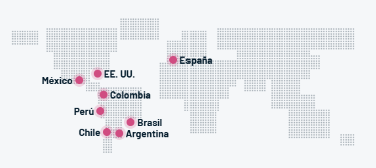 España
EE. UU.
México
Colombia
Perú
Brasil
Chile
Argentina